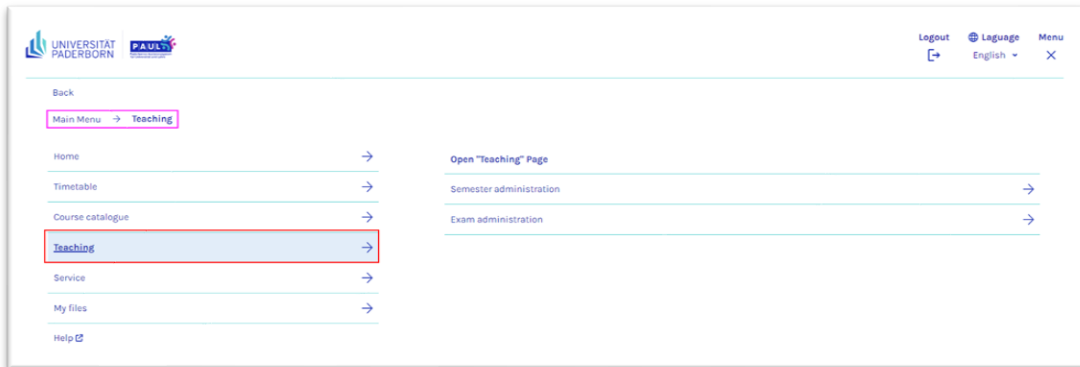 UNIVERSITÄT
PADERBORN
PAUL
Logout
Laguage
Menu
English
Back
Main Menu → Teaching
Home
Timetable
Course catalogue
Teaching
Service
My files
Help
Open "Teaching" Page
Semester administration
Exam administration